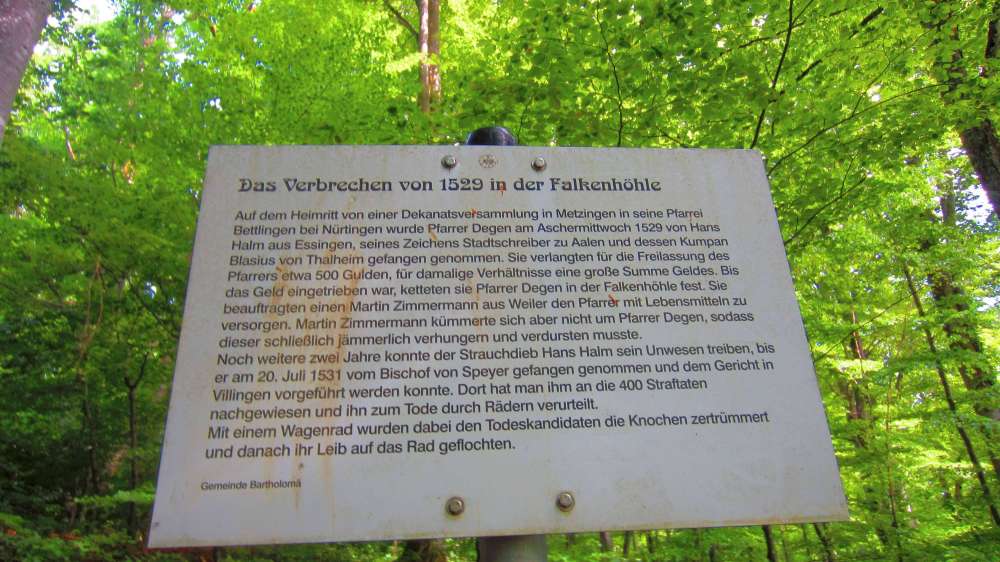 Das Verbrechen von 1529 in der Falkenhöhle
Auf dem Heimritt von einer Dekanatsversammlung in Metzingen in seine Pfarrei
Bettlingen bei Nürtingen wurde Pfarrer Degen am Aschermittwoch 1529 von Hans
Halm aus Essingen, seines Zeichens Stadtschreiber zu Aalen und dessen Kumpan
Blasius von Thalheim gefangen genommen. Sie verlangten für die Freilassung des
Pfarrers etwa 500 Gulden, für damalige Verhältnisse eine große Summe Geldes. Bis
das Geld eingetrieben war, ketteten sie Pfarrer Degen in der Falkenhöhle fest. Sie
beauftragten einen Martin Zimmermann aus Weiler den Pfarrer mit Lebensmitteln zu
versorgen. Martin Zimmermann kümmerte sich aber nicht um Pfarrer Degen, sodass
dieser schließlich jämmerlich verhungern und verdursten musste.
Noch weitere zwei Jahre konnte der Strauchdieb Hans Halm sein Unwesen treiben, bis
er am 20. Juli 1531 vom Bischof von Speyer gefangen genommen und dem Gericht in
Villingen vorgeführt werden konnte. Dort hat man ihm an die 400 Straftaten
nachgewiesen und ihn zum Tode durch Rädern verurteilt.
Mit einem Wagenrad wurden dabei den Todeskandidaten die Knochen zertrümmert
und danach ihr Leib auf das Rad geflochten.
Gemeinde Bartholomä